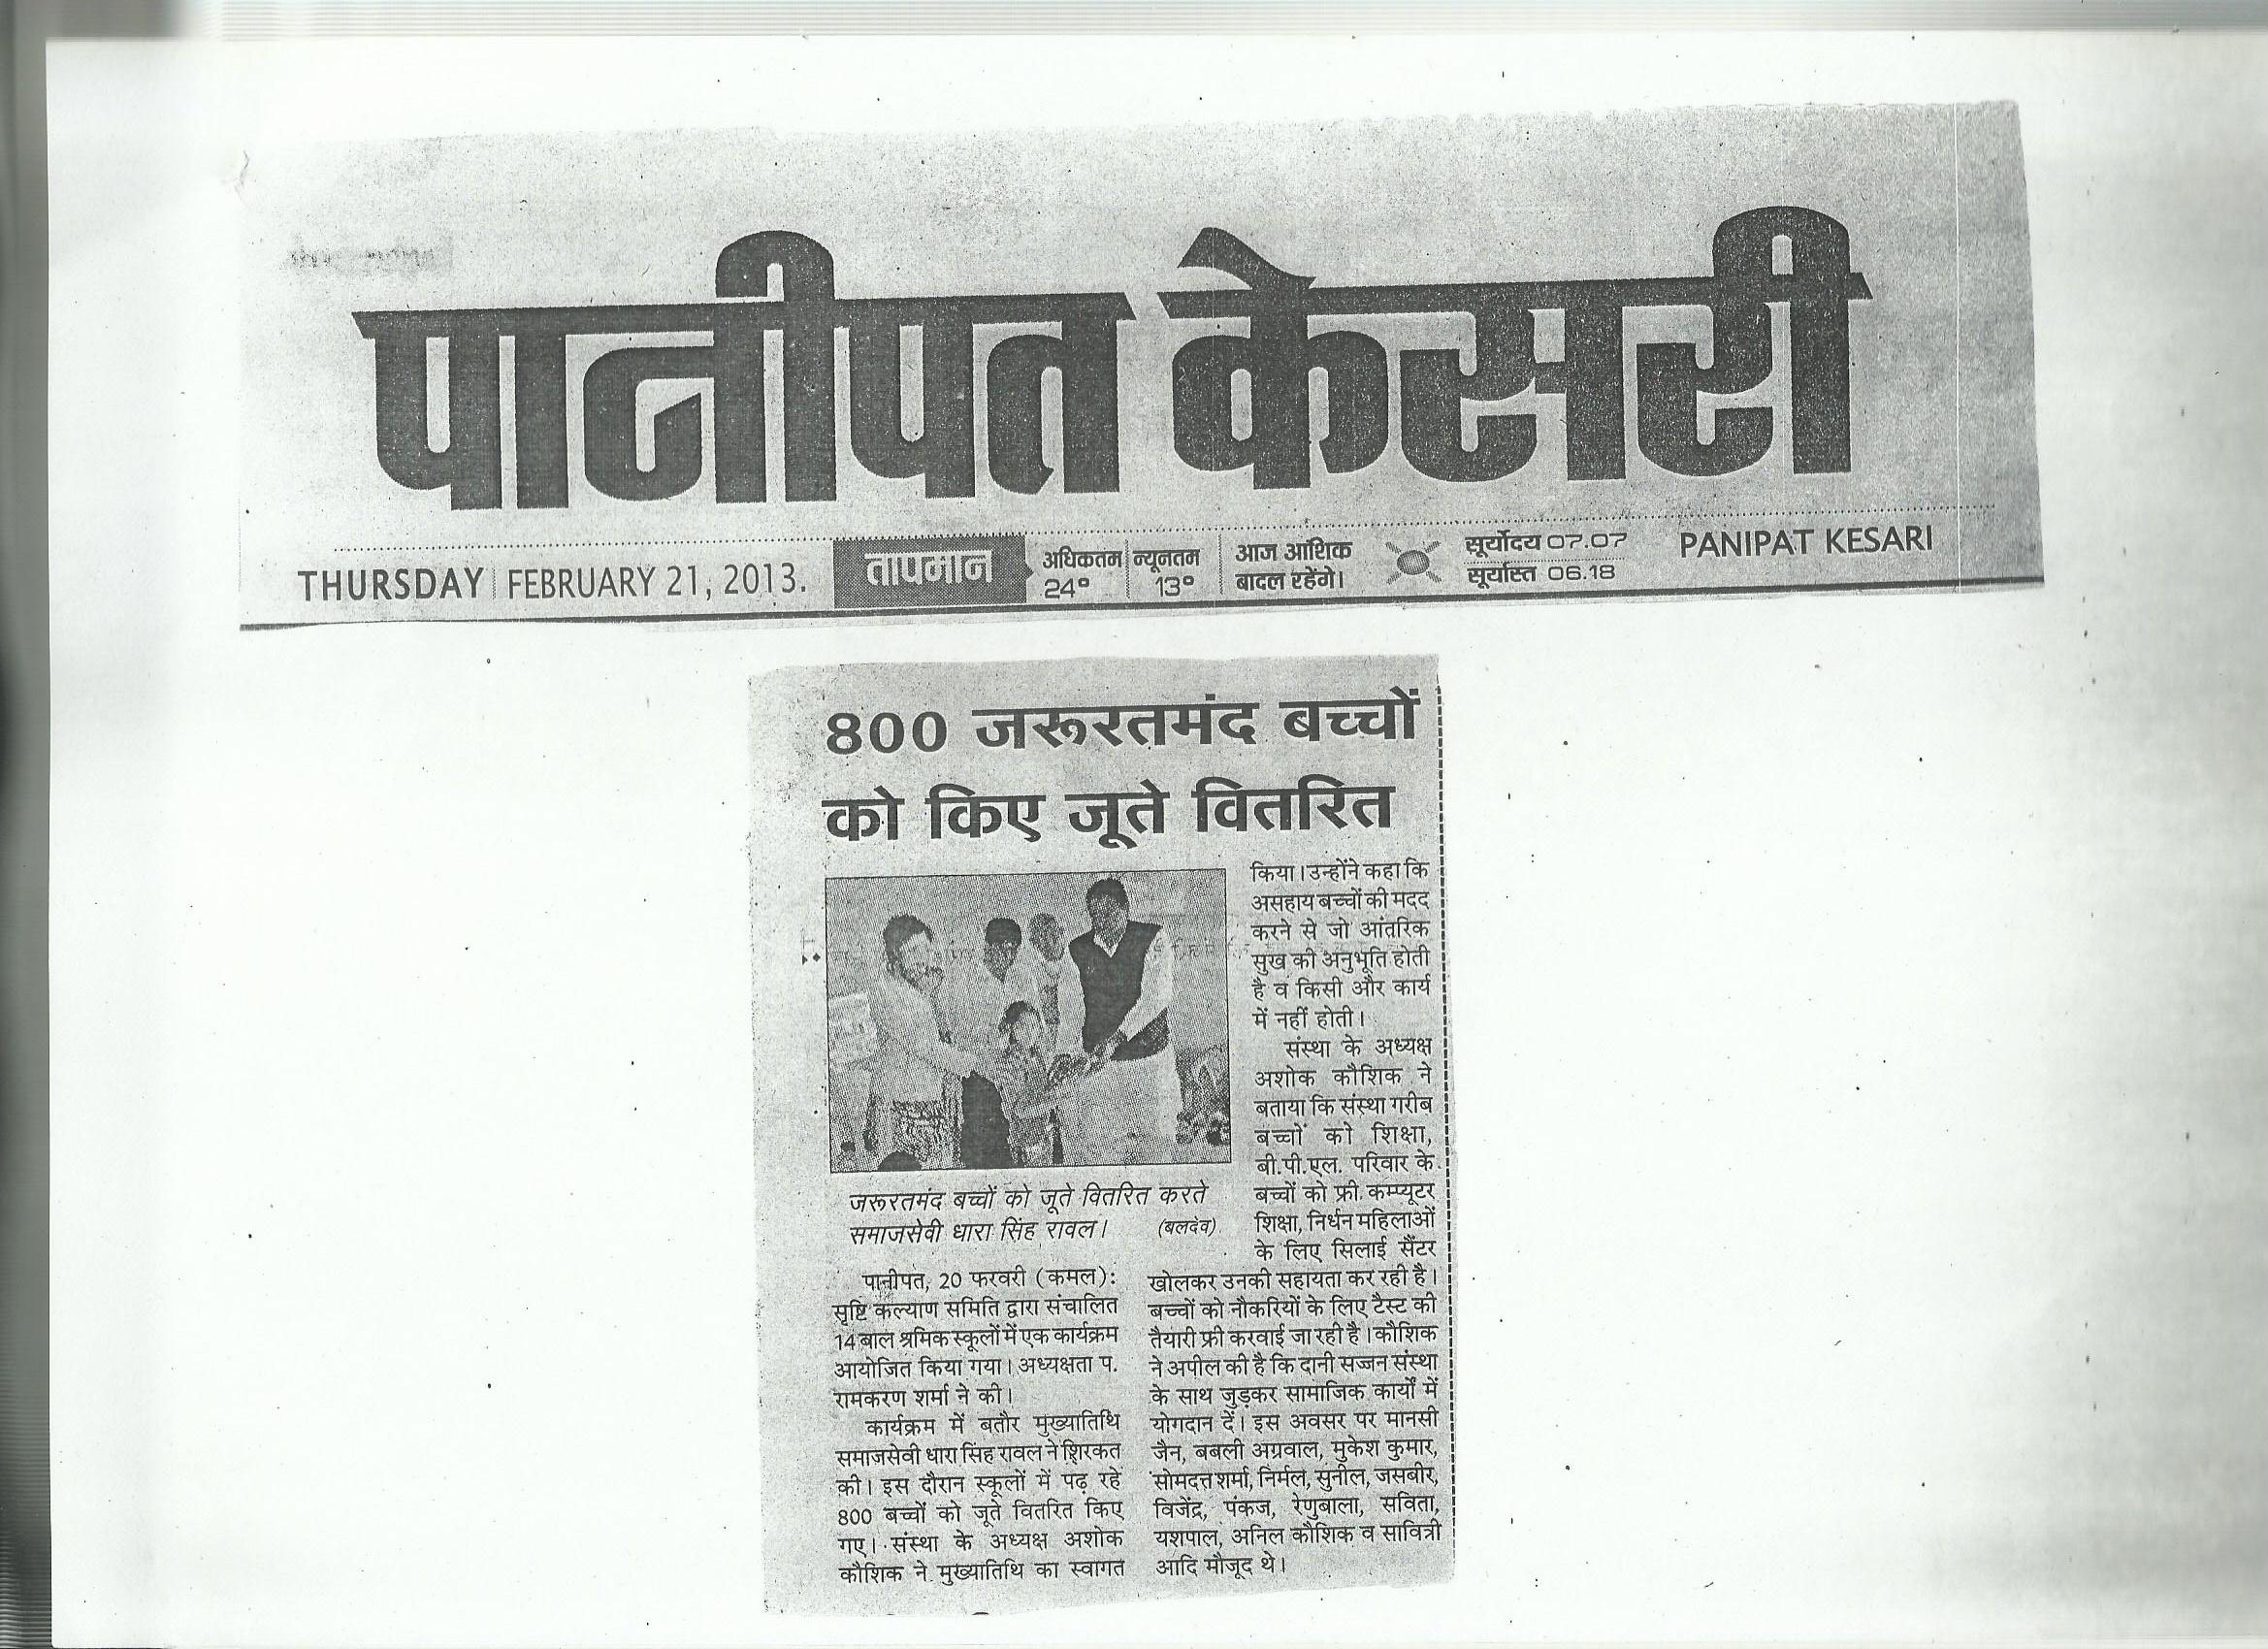 पानीपत केसरी
THURSDAY | FEBRUARY 21, 2013.
तापमान
अधिकतम
24°
न्यूनतम
13°
आज आंशिक
बादल रहेंगे।
सूर्योदय 07.07
सूर्यास्त 06.18
PANIPAT KESARI
800 जरूरतमंद बच्चों
को किए जूते वितरित
जरूरतमंद बच्चों को जूते वितरित करते
समाजसेवी धारा सिंह रावल। (बलदेव)
पानीपत, 20 फरवरी (कमल):
सृष्टि कल्याण समिति द्वारा संचालित
14 बाल श्रमिक स्कूलों में एक कार्यक्रम
आयोजित किया गया। अध्यक्षता प.
रामकरण शर्मा ने की।
कार्यक्रम में बतौर मुख्यातिथि
समाजसेवी धारा सिंह रावल ने शिरकत
की। इस दौरान स्कूलों में पढ़ रहे
800 बच्चों को जूते वितरित किए
गए। संस्था के अध्यक्ष अशोक
कौशिक ने मुख्यातिथि का स्वागत
किया। उन्होंने कहा कि
असहाय बच्चों की मदद
करने से जो आंतरिक
सुख की अनुभूति होती
है व किसी और कार्य
में नहीं होती।
संस्था के अध्यक्ष
अशोक कौशिक ने
बताया कि संस्था गरीब
बच्चों को शिक्षा,
बी.पी.एल. परिवार के
बच्चों को फ्री कम्प्यूटर
शिक्षा, निर्धन महिलाओं
के लिए सिलाई सैंटर
खोलकर उनकी सहायता कर रही है।
बच्चों को नौकरियों के लिए टैस्ट की
तैयारी फ्री करवाई जा रही है। कौशिक
ने अपील की है कि दानी सज्जन संस्था
के साथ जुड़कर सामाजिक कार्यों में
योगदान दें। इस अवसर पर मानसी
जैन, बबली अग्रवाल, मुकेश कुमार,
सोमदत्त शर्मा, निर्मल, सुनील, जसबीर,
विजेंद्र, पंकज, रेणुबाला, सविता,
यशपाल, अनिल कौशिक व सावित्री
आदि मौजूद थे।